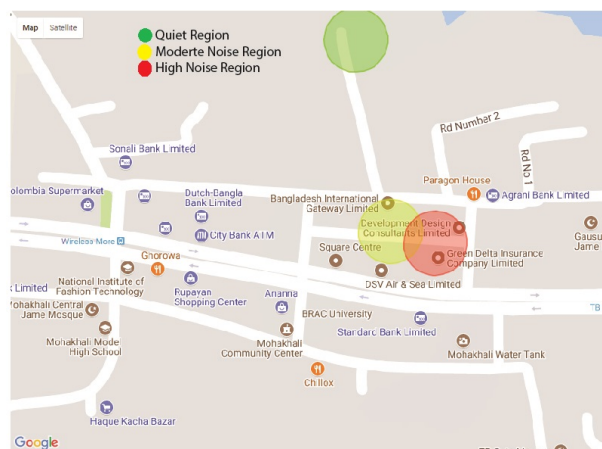 Map
Satellite
Quiet Region
Moderte Noise Region
High Noise Region
Rd Number 2
Rd No 1
Sonali Bank Limited
Paragon House
Agrani Bank Limited
olombia Supermarket
Dutch-Bangla
Bank Limited
Bangladesh International
Gateway Limited
Development Design
Consultants Limited
Gausu
Jame
City Bank ATM
Wireless More
Square Centre
Green Delta Insurance
Company Limited
Ghorowa
National Institute of
Fashion Technology
DSV Air & Sea Limited
Rupayan
Shopping Center
k Limited
Mohakhali Central
Jame Mosque
Ananna
BRAC University
TB
Standard Bank Limited
Mohakhali Model
High School
Mohakhali
Community Center
Mohakhali Water Tank
Chillox
Haque Kacha Bazar
Google